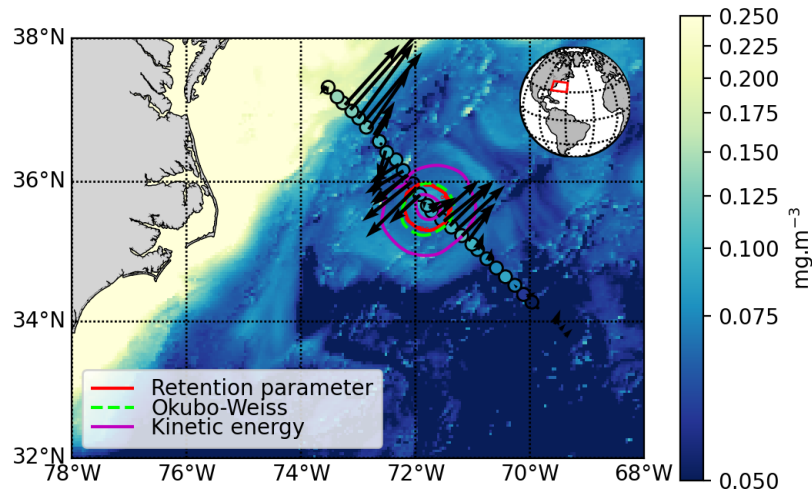 38°N
36°N
34°N
32°N
78°W 76°W 74°W 72°W 70°W 68°W
Retention parameter
Okubo-Weiss
Kinetic energy
0.250
0.225
0.200
0.175
0.150
0.125
0.100
0.075
0.050
mg.m⁻³